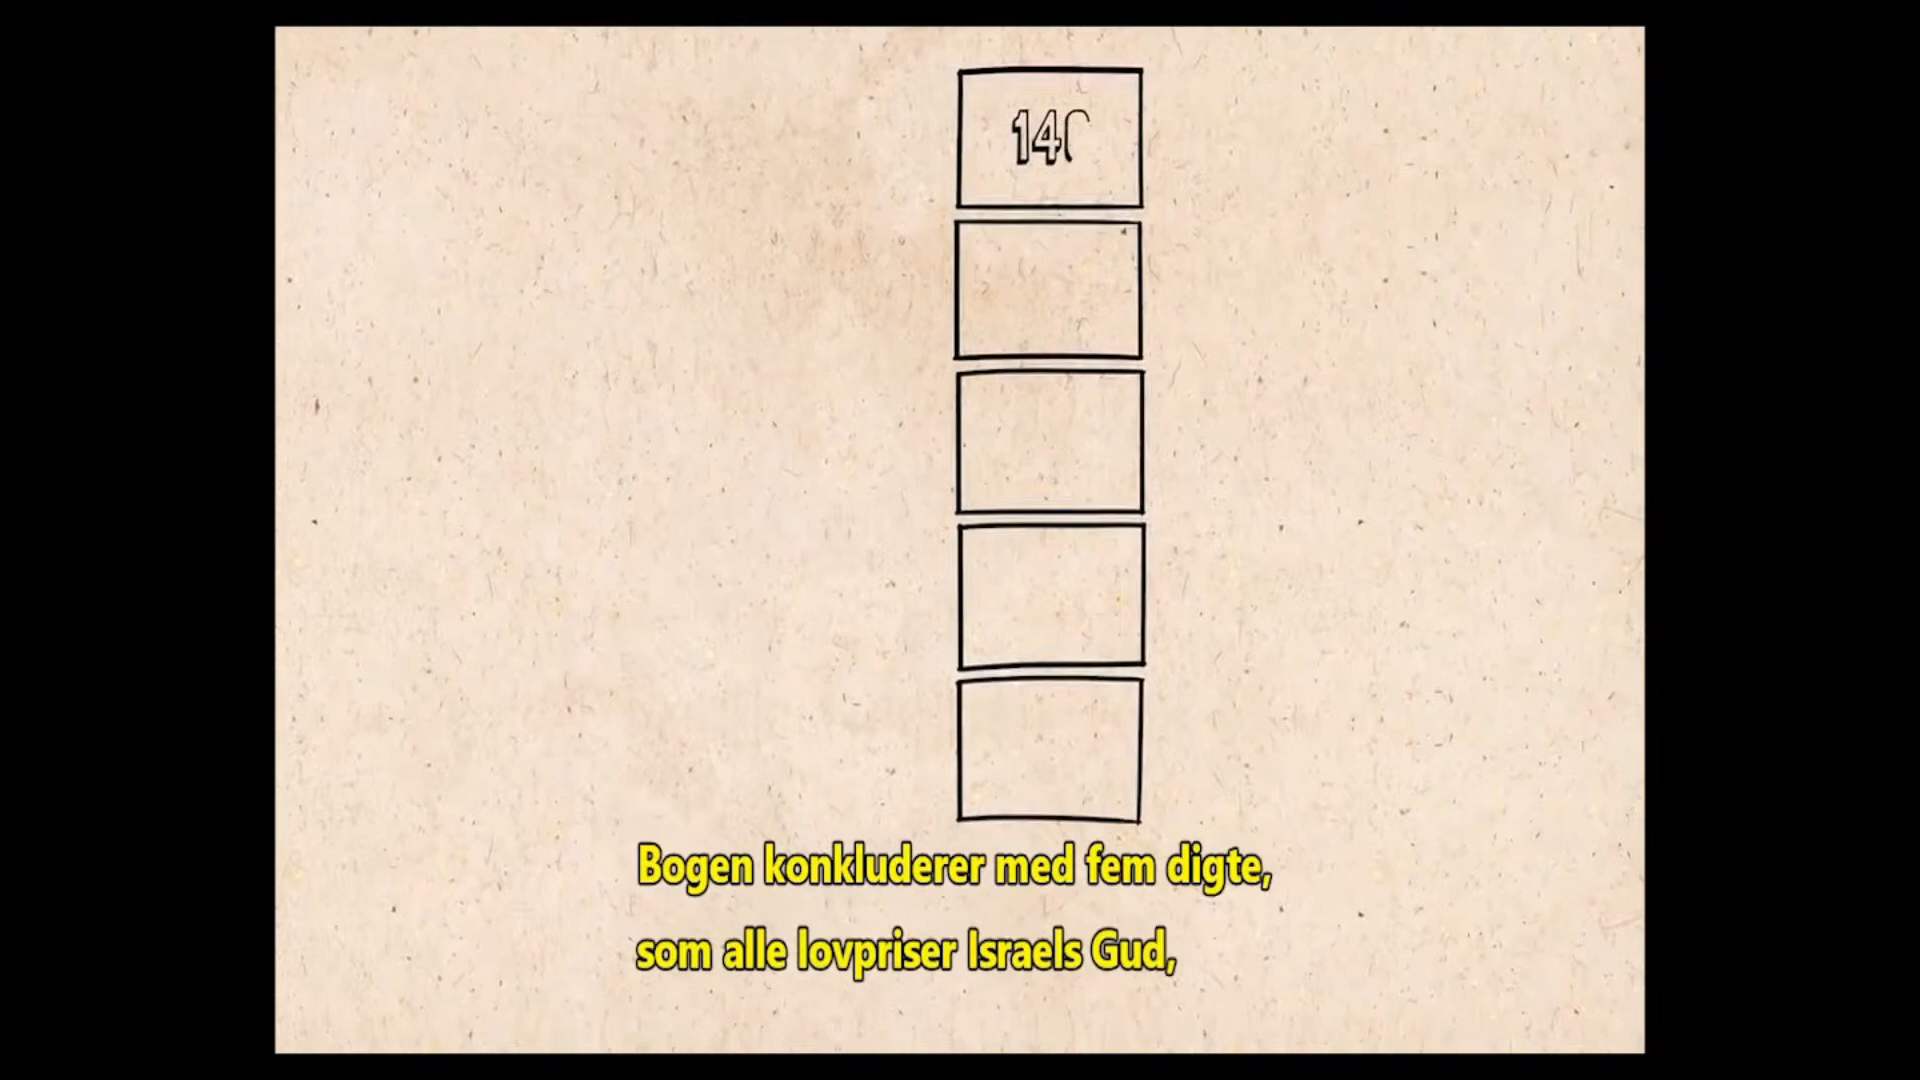 14
Bogen konkluderer med fem digte,
som alle lovpriser Israels Gud,